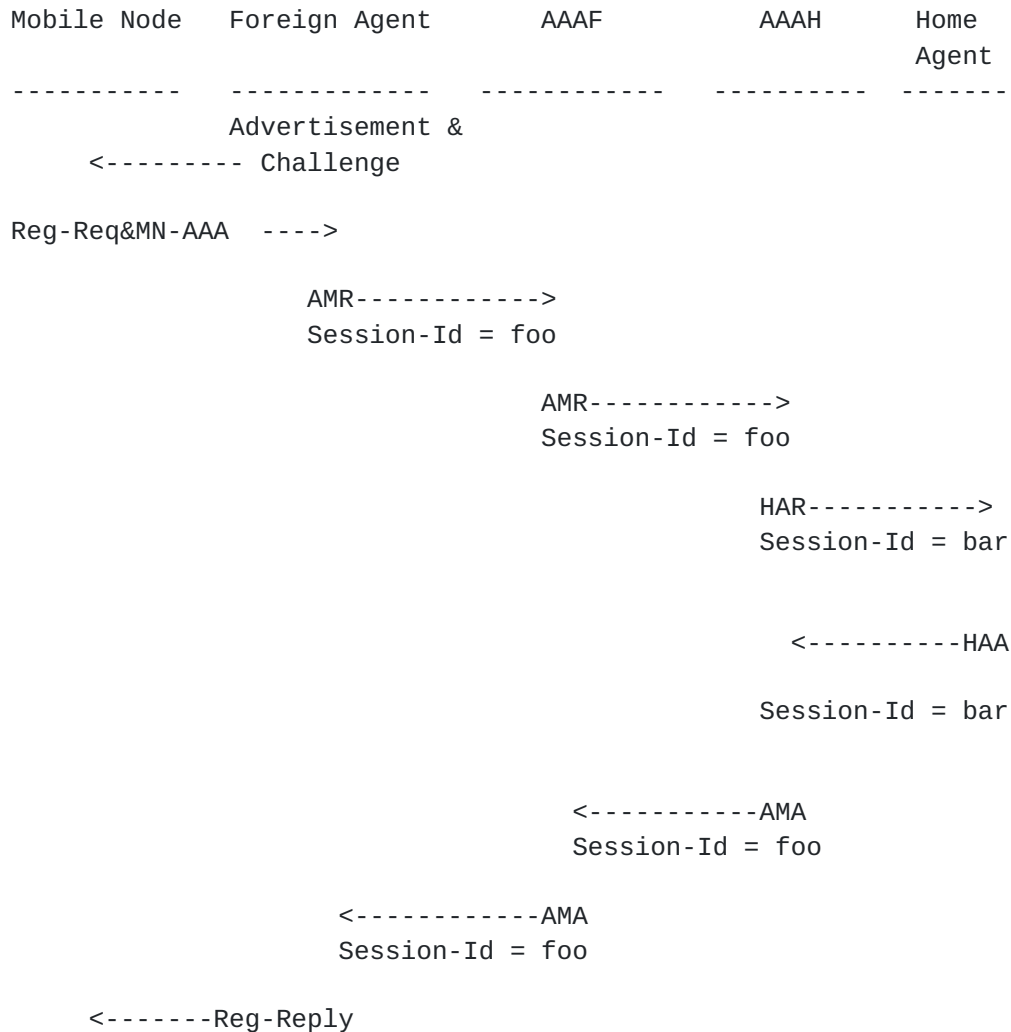 Mobile Node   Foreign Agent       AAAF          AAAH      Home
                                                          Agent
-----------   -------------   ------------   ----------  -------
              Advertisement &
     <--------- Challenge
Reg-Req&MN-AAA  ---->
                   AMR------------>
                   Session-Id = foo
                                  AMR------------>
                                  Session-Id = foo
                                                HAR----------->
                                                Session-Id = bar
                                                  <----------HAA
                                                Session-Id = bar
                                    <-----------AMA
                                    Session-Id = foo
                     <------------AMA
                     Session-Id = foo
     <-------Reg-Reply